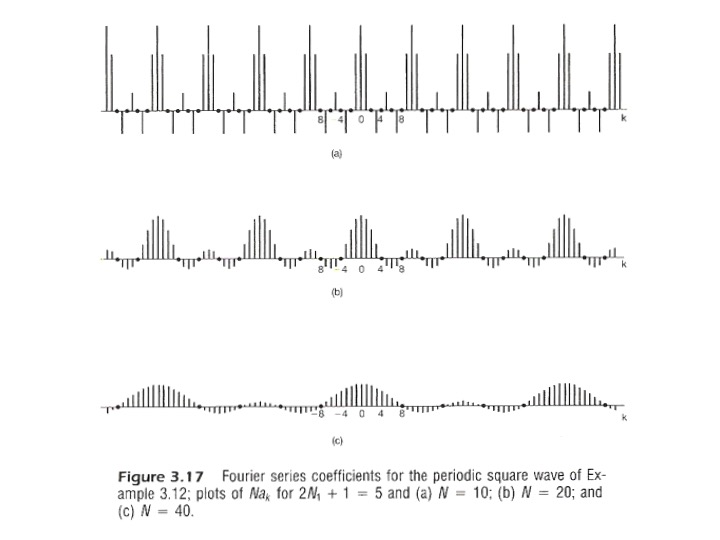 8 4 0 4 8 k
(a)
8 -4 0 4 8 k
(b)
-8 -4 0 4 8 k
(c)
Figure 3.17 Fourier series coefficients for the periodic square wave of Ex-
ample 3.12; plots of Naₖ for 2N₁ + 1 = 5 and (a) N = 10; (b) N = 20; and
(c) N = 40.